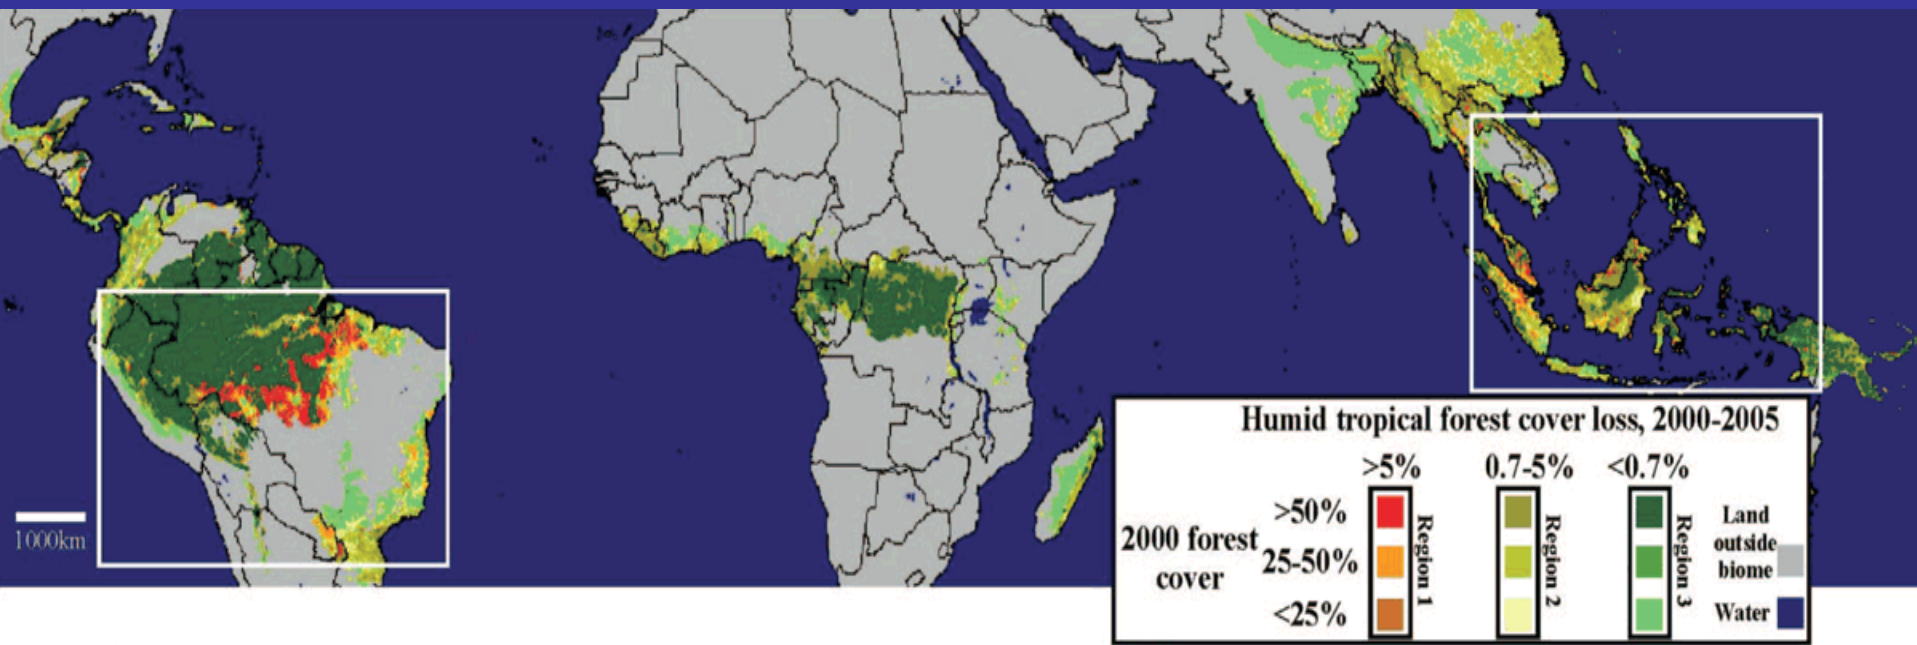 1000km
Humid tropical forest cover loss, 2000-2005
>5% 0.7-5% <0.7%
2000 forest
cover
>50%
25-50%
<25%
Region 1
Region 2
Region 3
Land
outside
biome
Water